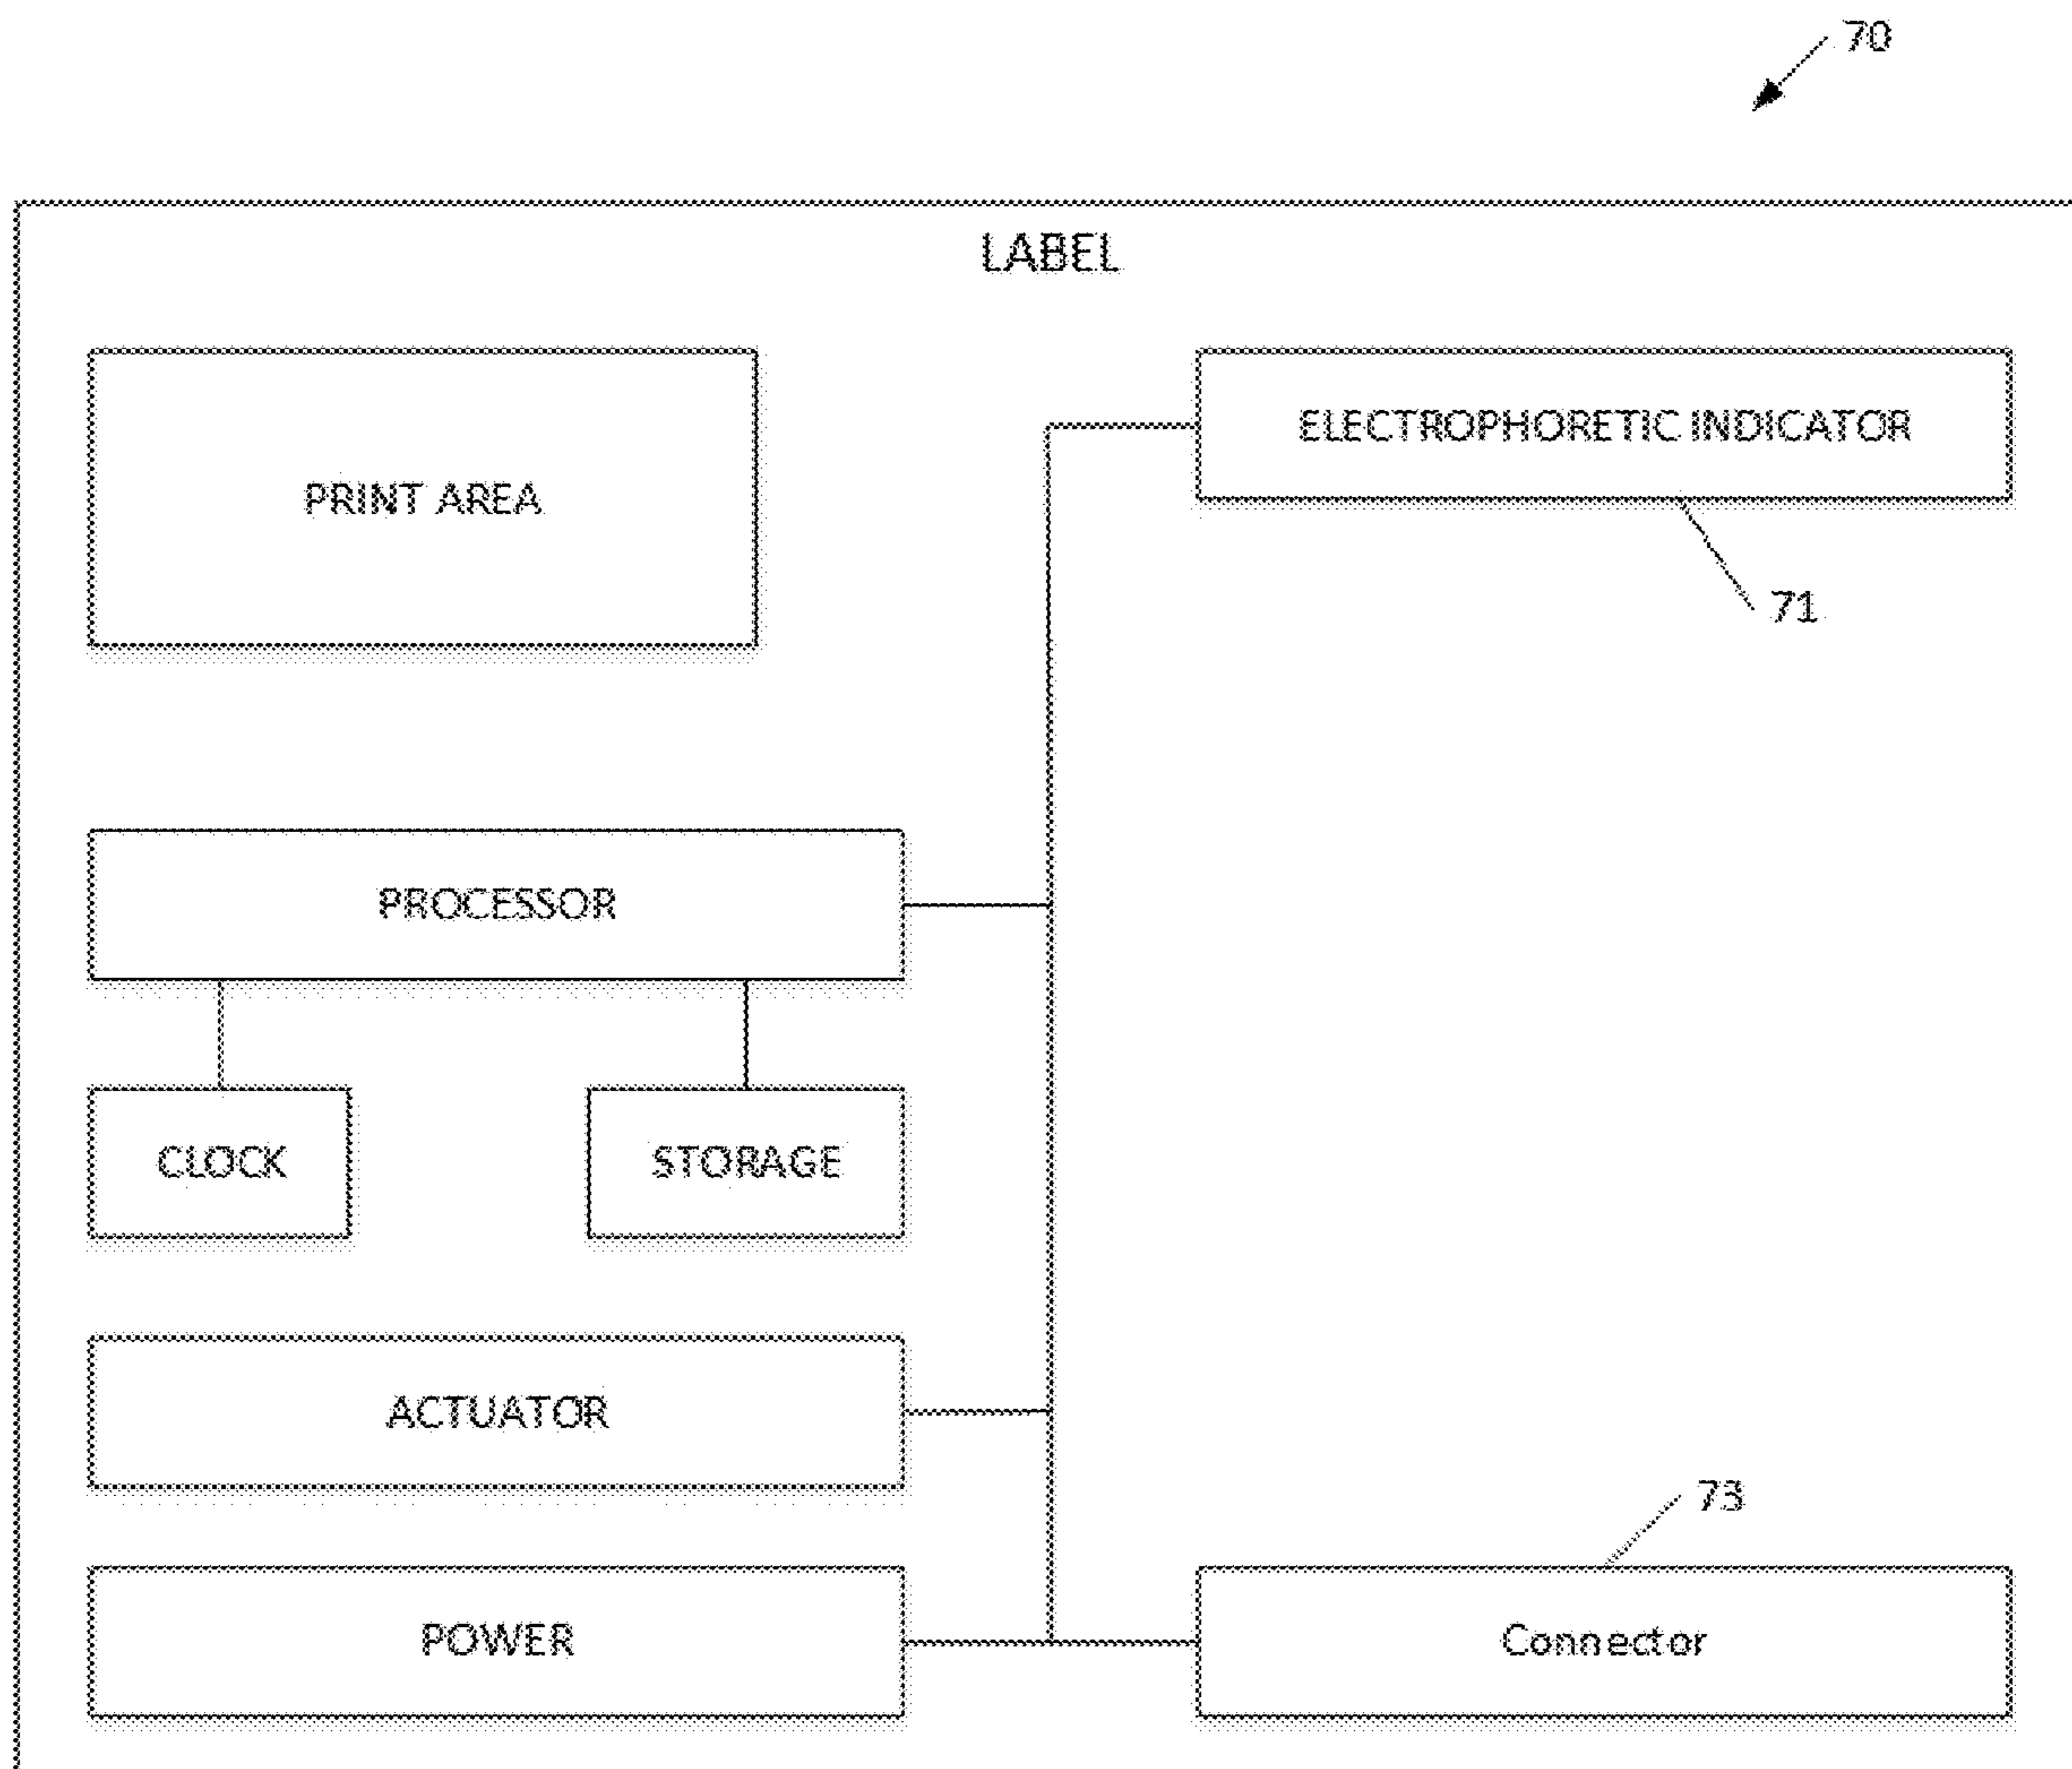 70
LABEL
PRINT AREA
ELECTROPHORETIC INDICATOR
71
PROCESSOR
CLOCK
STORAGE
ACTUATOR
73
POWER
Connector